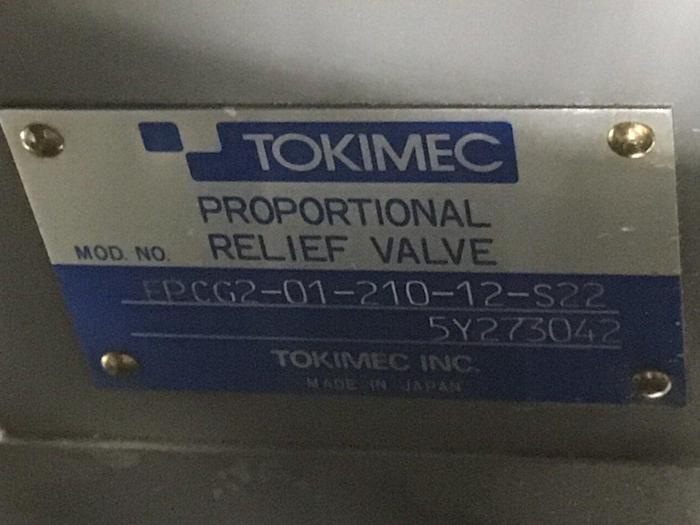 TOKIMEC
PROPORTIONAL
MOD. NO. RELIEF VALVE
EPCG2-01-210-12-S22
5Y273042
TOKIMEC INC.
MADE IN JAPAN